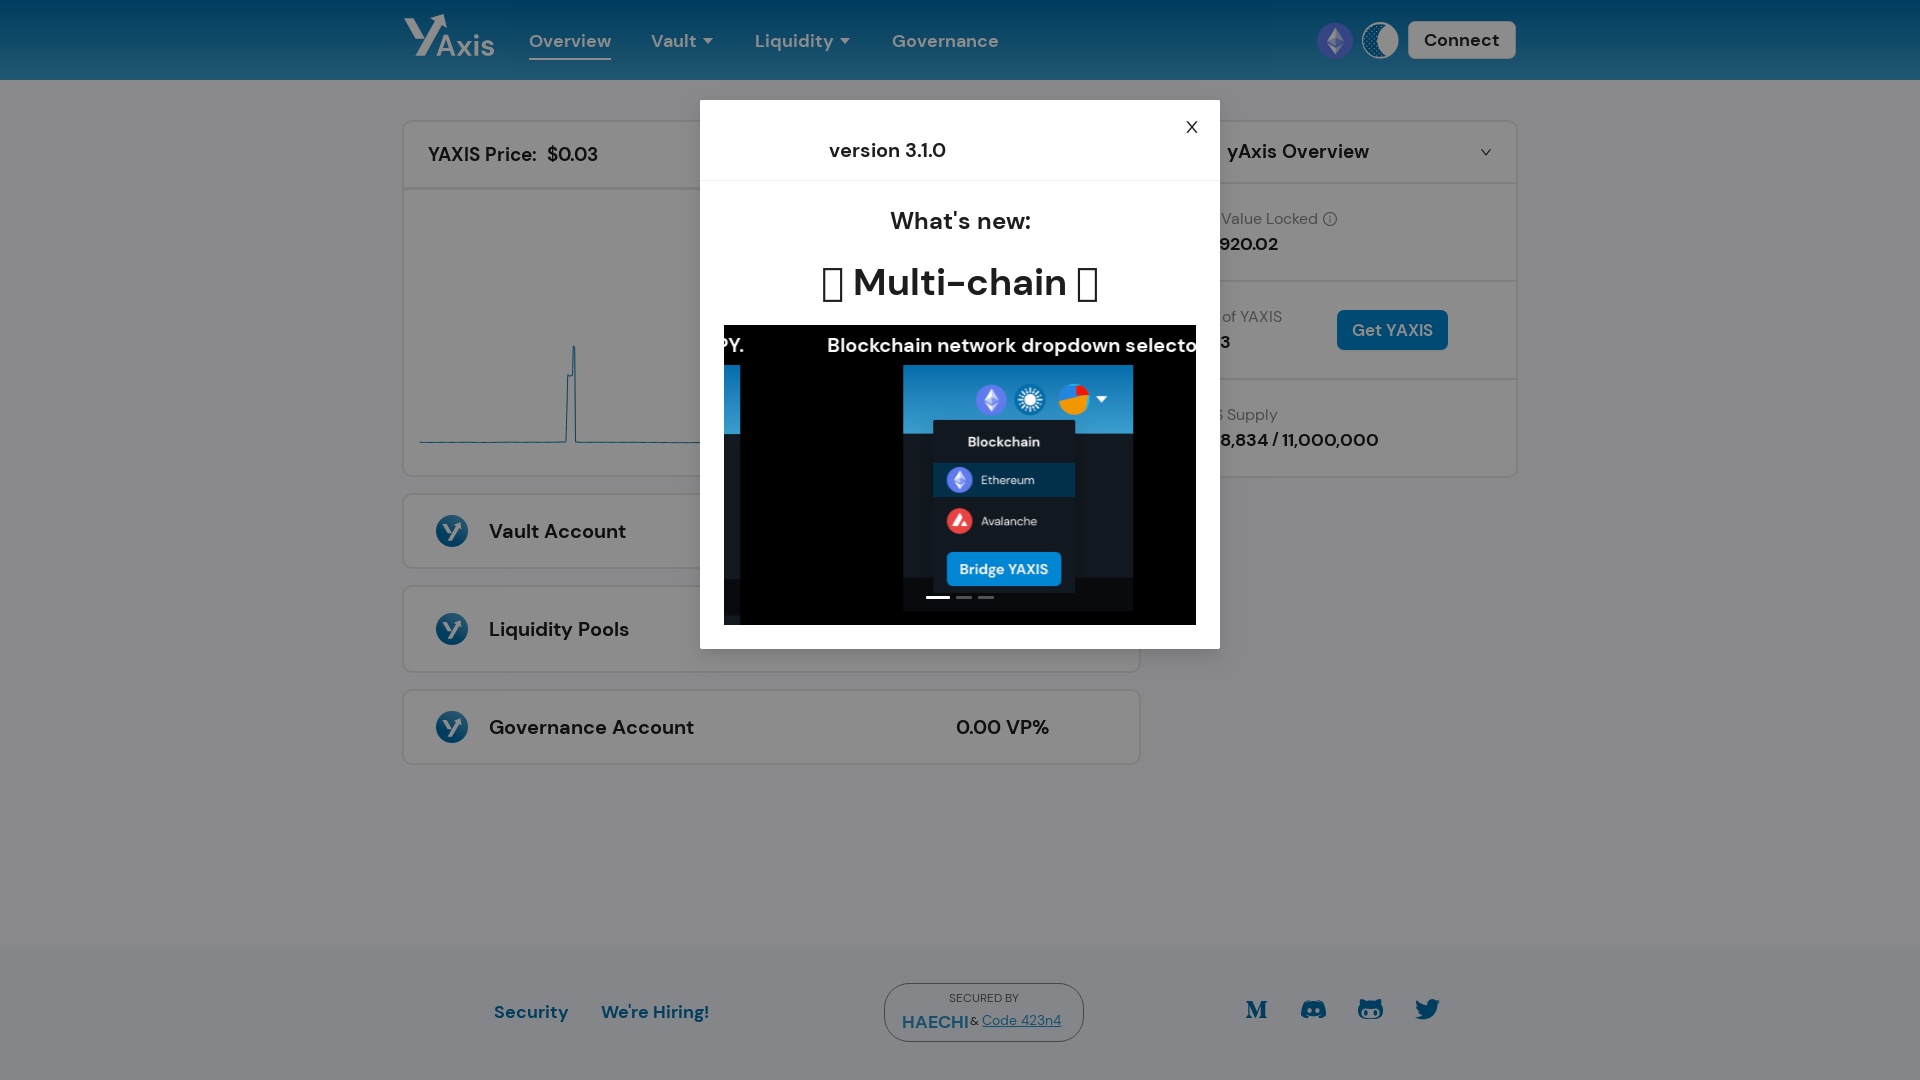 YAxis
Overview
Vault
Liquidity
Governance
Connect
version 3.1.0
YAXIS Price: $0.03
yAxis Overview
What's new:
Value Locked
920.02
Multi-chain
of YAXIS
3
Get YAXIS
PY.
Blockchain network dropdown selecto
Blockchain
Ethereum
Avalanche
Bridge YAXIS
S Supply
8,834 / 11,000,000
Vault Account
Liquidity Pools
Governance Account
0.00 VP%
Security
We're Hiring!
SECURED BY
HAECHI & Code 423n4